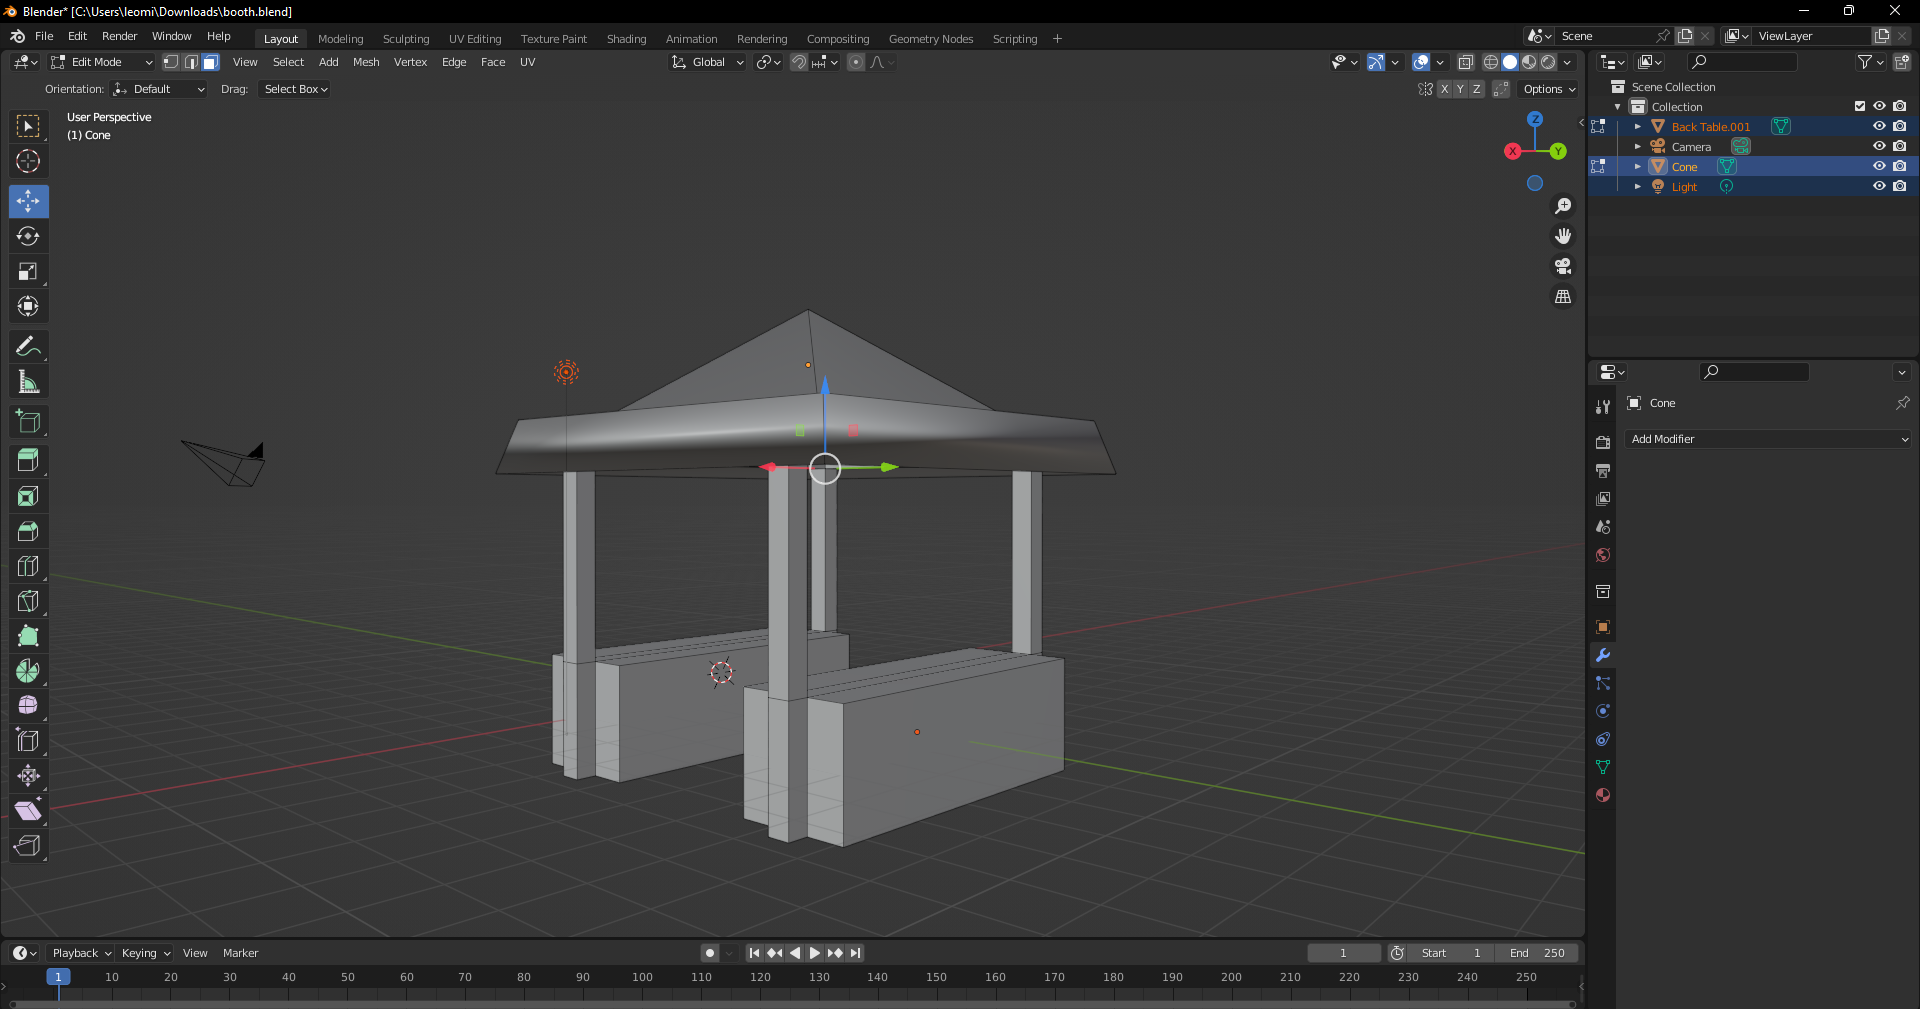 Blender* [C:\Users\leomi\Downloads\booth.blend]
File Edit Render Window Help Layout Modeling Sculpting UV Editing Texture Paint Shading Animation Rendering Compositing Geometry Nodes Scripting Scene ViewLayer
Edit Mode View Select Add Mesh Vertex Edge Face UV Global
Orientation: Default Drag: Select Box X Y Z Options
User Perspective
(1) Cone
Z
X Y
Scene Collection
Collection
Back Table.001
Camera
Cone
Light
Cone
Add Modifier
Playback Keying View Marker 1 Start 1 End 250
1 10 20 30 40 50 60 70 80 90 100 110 120 130 140 150 160 170 180 190 200 210 220 230 240 250